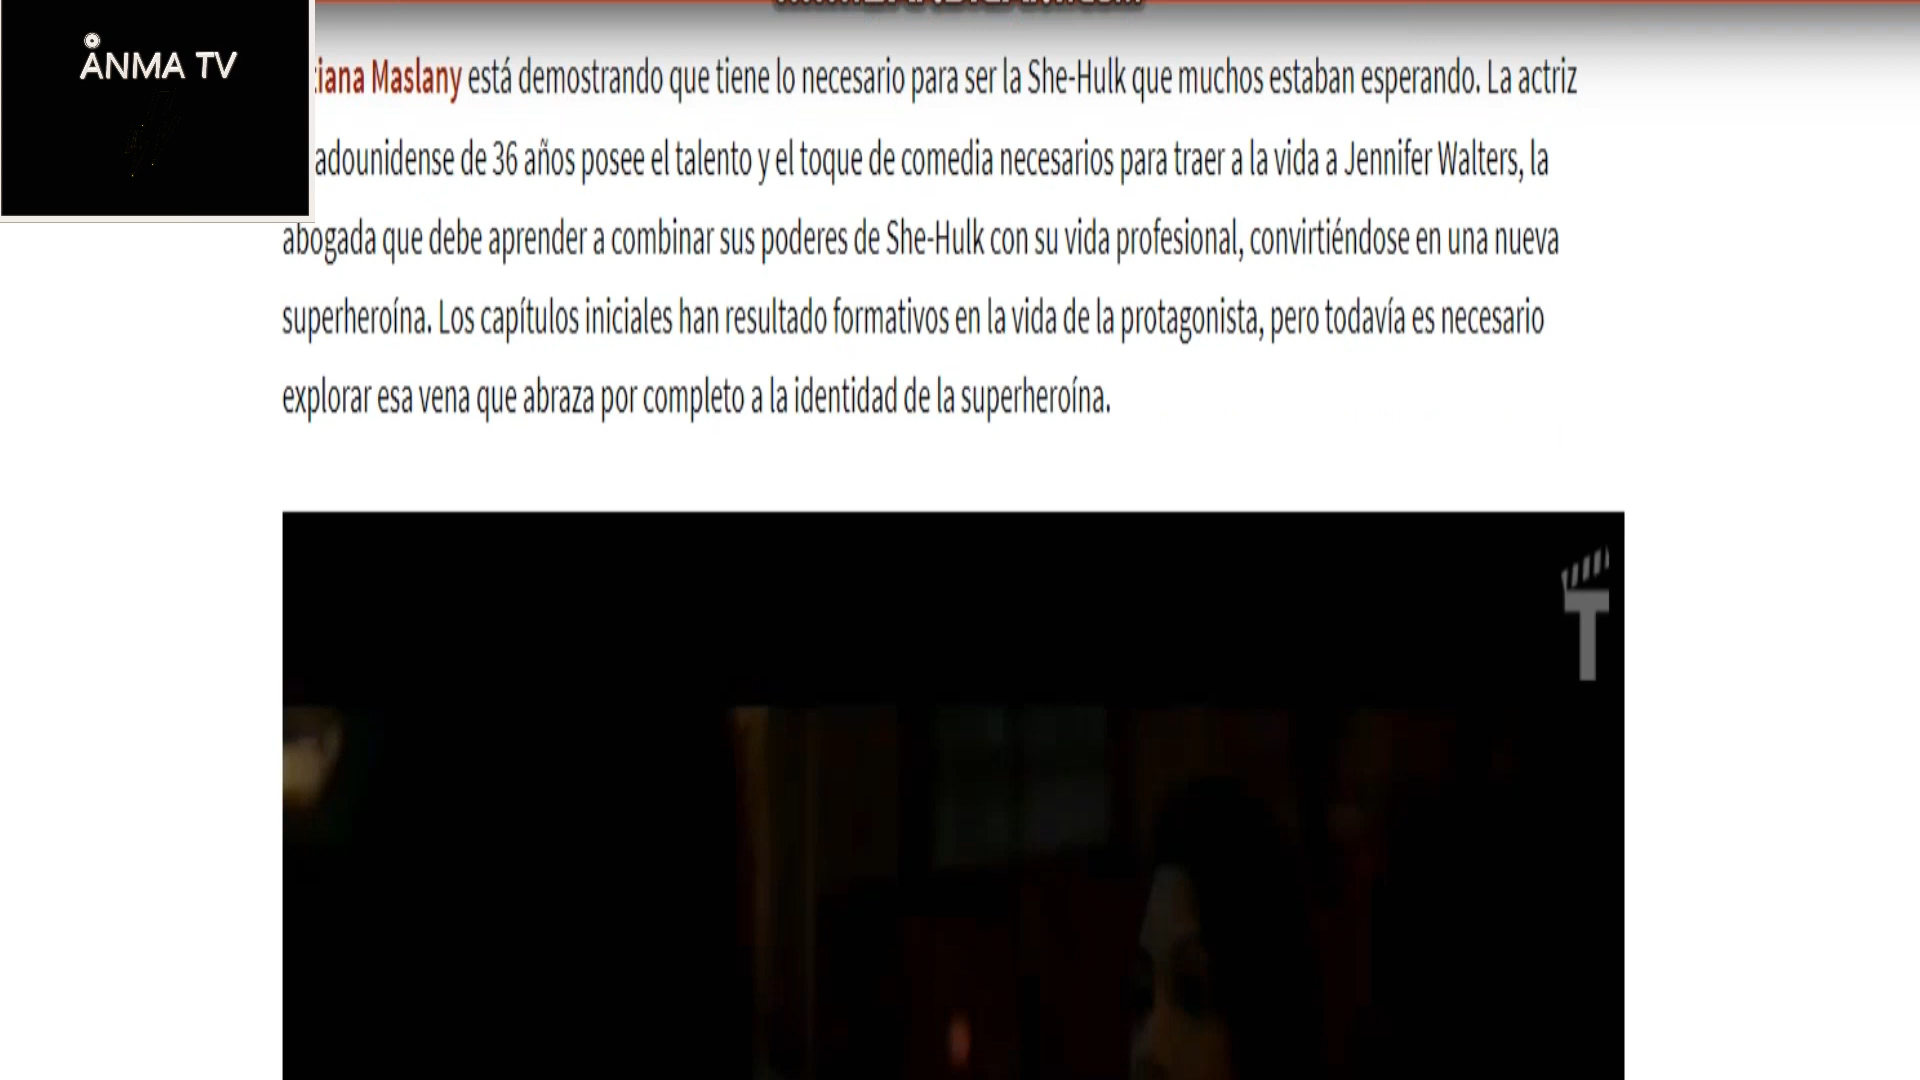 ANMA TV
tiana Maslany está demostrando que tiene lo necesario para ser la She-Hulk que muchos estaban esperando. La actriz
adounidense de 36 años posee el talento y el toque de comedia necesarios para traer a la vida a Jennifer Walters, la
abogada que debe aprender a combinar sus poderes de She-Hulk con su vida profesional, convirtiéndose en una nueva
superheroína. Los capítulos iniciales han resultado formativos en la vida de la protagonista, pero todavía es necesario
explorar esa vena que abraza por completo a la identidad de la superheroína.
T